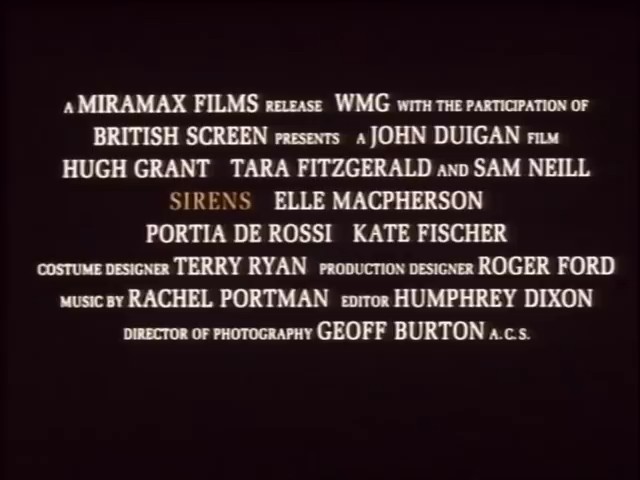 A MIRAMAX FILMS RELEASE WMG WITH THE PARTICIPATION OF
BRITISH SCREEN PRESENTS A JOHN DUIGAN FILM
HUGH GRANT TARA FITZGERALD AND SAM NEILL
SIRENS ELLE MACPHERSON
PORTIA DE ROSSI KATE FISCHER
COSTUME DESIGNER TERRY RYAN PRODUCTION DESIGNER ROGER FORD
MUSIC BY RACHEL PORTMAN EDITOR HUMPHREY DIXON
DIRECTOR OF PHOTOGRAPHY GEOFF BURTON A.C.S.